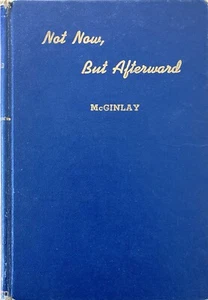 Not Now,
But Afterward
McGINLAY